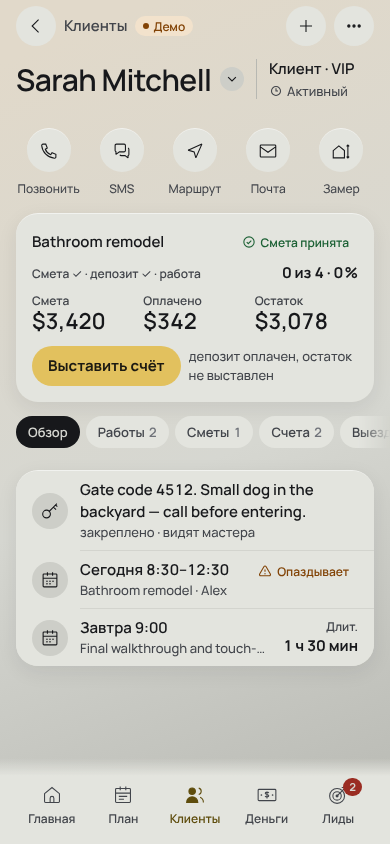 Клиенты
Демо
Sarah Mitchell
Клиент · VIP
Активный
Позвонить
SMS
Маршрут
Почта
Замер
Bathroom remodel
Смета принята
Смета ✓ · депозит ✓ · работа
0 из 4 · 0%
Смета
Оплачено
Остаток
$3,420
$342
$3,078
Выставить счёт
депозит оплачен, остаток
не выставлен
Обзор
Работы 2
Сметы 1
Счета 2
Выез
Gate code 4512. Small dog in the
backyard — call before entering.
закреплено · видят мастера
Сегодня 8:30–12:30
Опаздывает
Bathroom remodel · Alex
Завтра 9:00
Длит.
Final walkthrough and touch-…
1 ч 30 мин
2
Главная
План
Клиенты
Деньги
Лиды